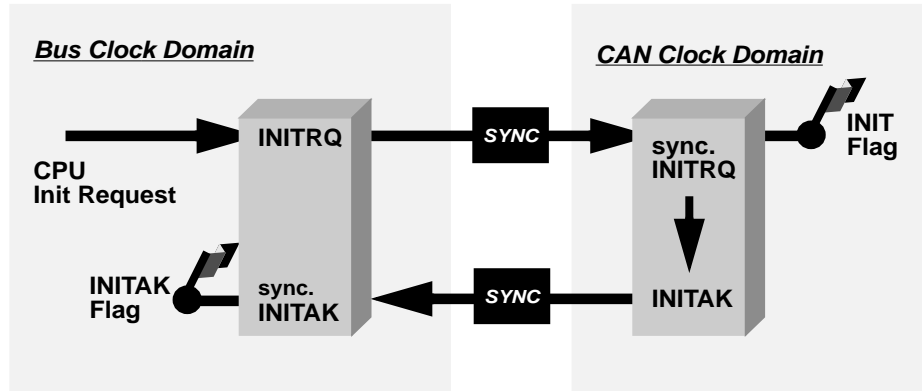 Bus Clock Domain
CAN Clock Domain
INITRQ
SYNC
sync.
INITRQ
INIT
Flag
CPU
Init Request
INITAK
Flag
sync.
INITAK
SYNC
INITAK